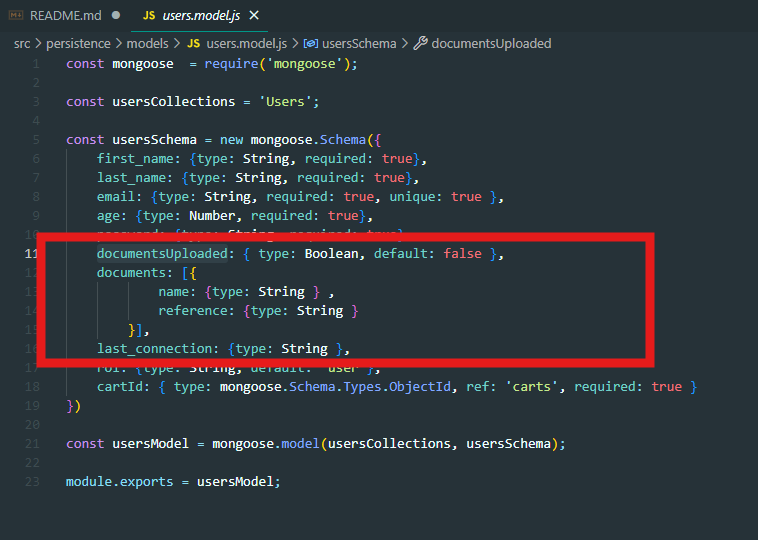 README.md ●
JS users.model.js ×
src > persistence > models > JS users.model.js > usersSchema > documentsUploaded
1 const mongoose  = require('mongoose');
2
3 const usersCollections = 'Users';
4
5 const usersSchema = new mongoose.Schema({
6     first_name: {type: String, required: true},
7     last_name: {type: String, required: true},
8     email: {type: String, required: true, unique: true },
9     age: {type: Number, required: true},
10     password: {type: String, required: true},
11     documentsUploaded: { type: Boolean, default: false },
12     documents: [{
13             name: {type: String } ,
14             reference: {type: String }
15         }],
16     last_connection: {type: String },
17     rol: {type: String, default: 'user'},
18     cartId: { type: mongoose.Schema.Types.ObjectId, ref: 'carts', required: true }
19 })
20
21 const usersModel = mongoose.model(usersCollections, usersSchema);
22
23 module.exports = usersModel;